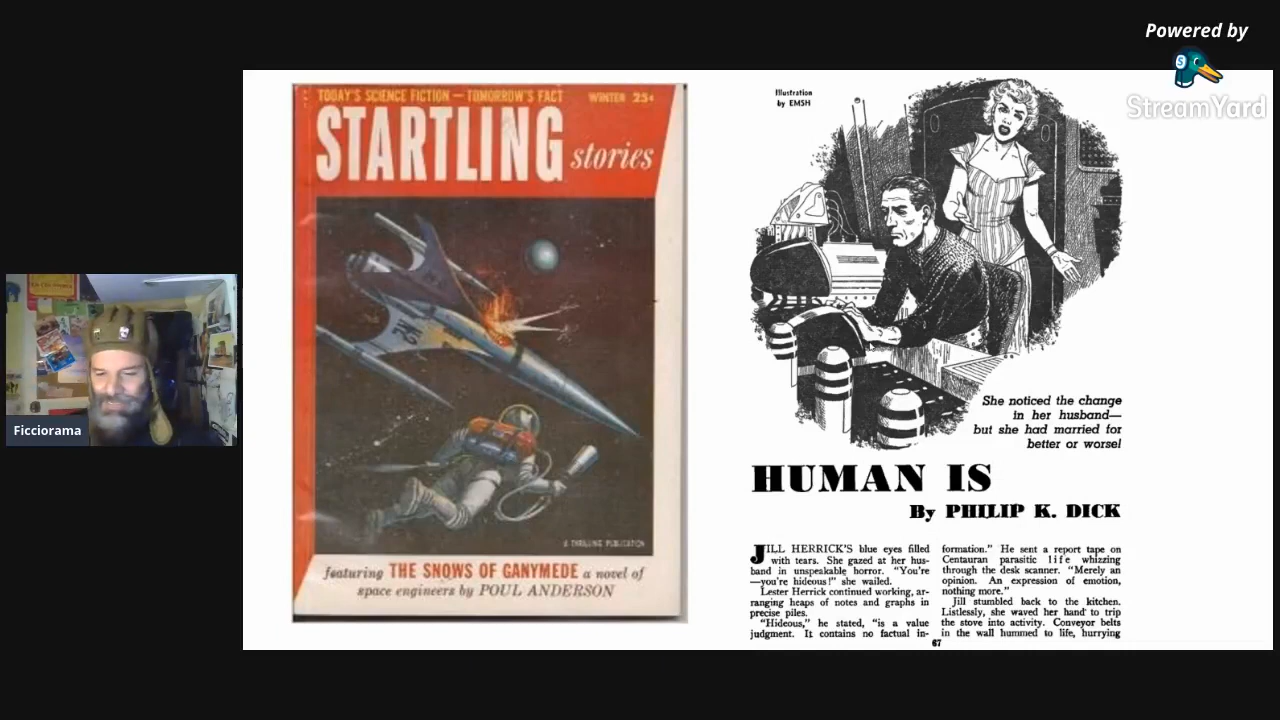 Powered by
StreamYard
TODAY'S SCIENCE FICTION — TOMORROW'S FACT
WINTER 25¢
STARTLING
stories
A THRILLING PUBLICATION
featuring THE SNOWS OF GANYMEDE a novel of
space engineers by POUL ANDERSON
Illustration
by EMSH
She noticed the change
in her husband—
but she had married for
better or worse!
HUMAN IS
By PHILIP K. DICK
JILL HERRICK'S blue eyes filled
with tears. She gazed at her hus-
band in unspeakable horror. "You're
—you're hideous!" she wailed.
Lester Herrick continued working, ar-
ranging heaps of notes and graphs in
precise piles.
"Hideous," he stated, "is a value
judgment. It contains no factual in-
formation." He sent a report tape on
Centauran parasitic life whizzing
through the desk scanner. "Merely an
opinion. An expression of emotion,
nothing more."
Jill stumbled back to the kitchen.
Listlessly, she waved her hand to trip
the stove into activity. Conveyor belts
in the wall hummed to life, hurrying
67
Ficciorama